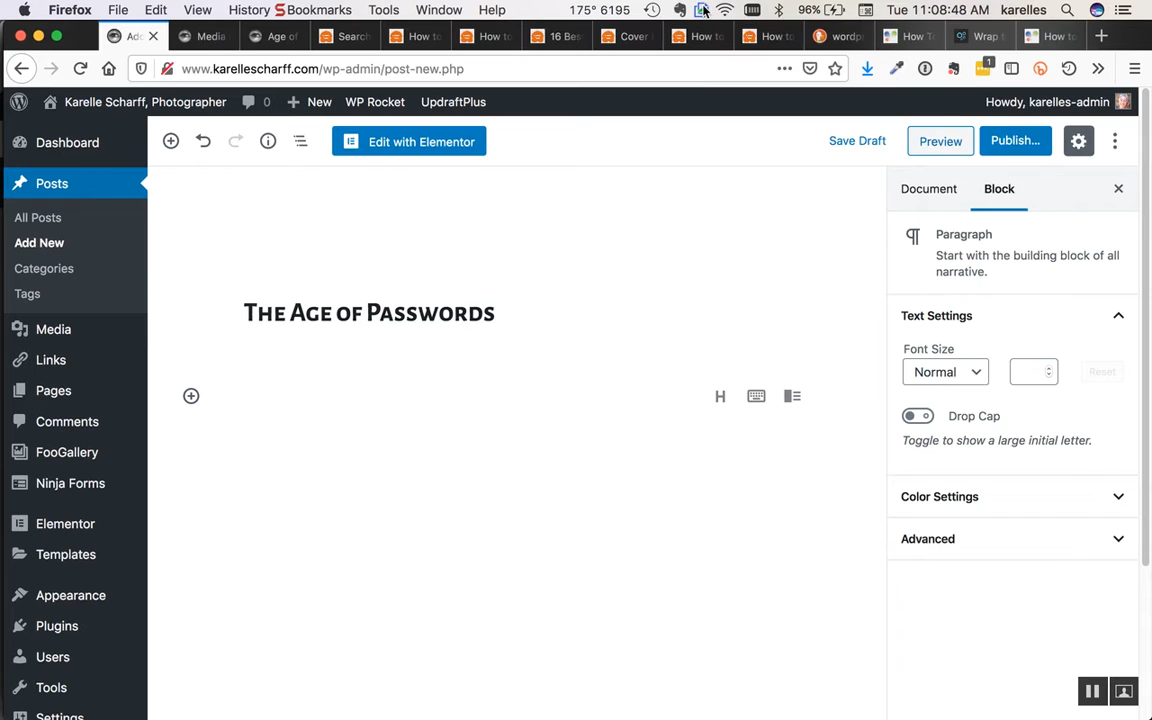 Firefox File Edit View History Bookmarks Tools Window Help 175° 6195 96% Tue 11:08:48 AM karelles
Add Media Age of Search How to How to 16 Bes Cover How to How to wordpr How T Wrap t How to
www.karellescharff.com/wp-admin/post-new.php 1
Karelle Scharff, Photographer 0 New WP Rocket UpdraftPlus Howdy, karelles-admin
Dashboard
Posts
All Posts
Add New
Categories
Tags
Media
Links
Pages
Comments
FooGallery
Ninja Forms
Elementor
Templates
Appearance
Plugins
Users
Tools
Settings
Edit with Elementor Save Draft Preview Publish...
The Age of Passwords
H
Document Block
Paragraph
Start with the building block of all
narrative.
Text Settings
Font Size
Normal Reset
Drop Cap
Toggle to show a large initial letter.
Color Settings
Advanced